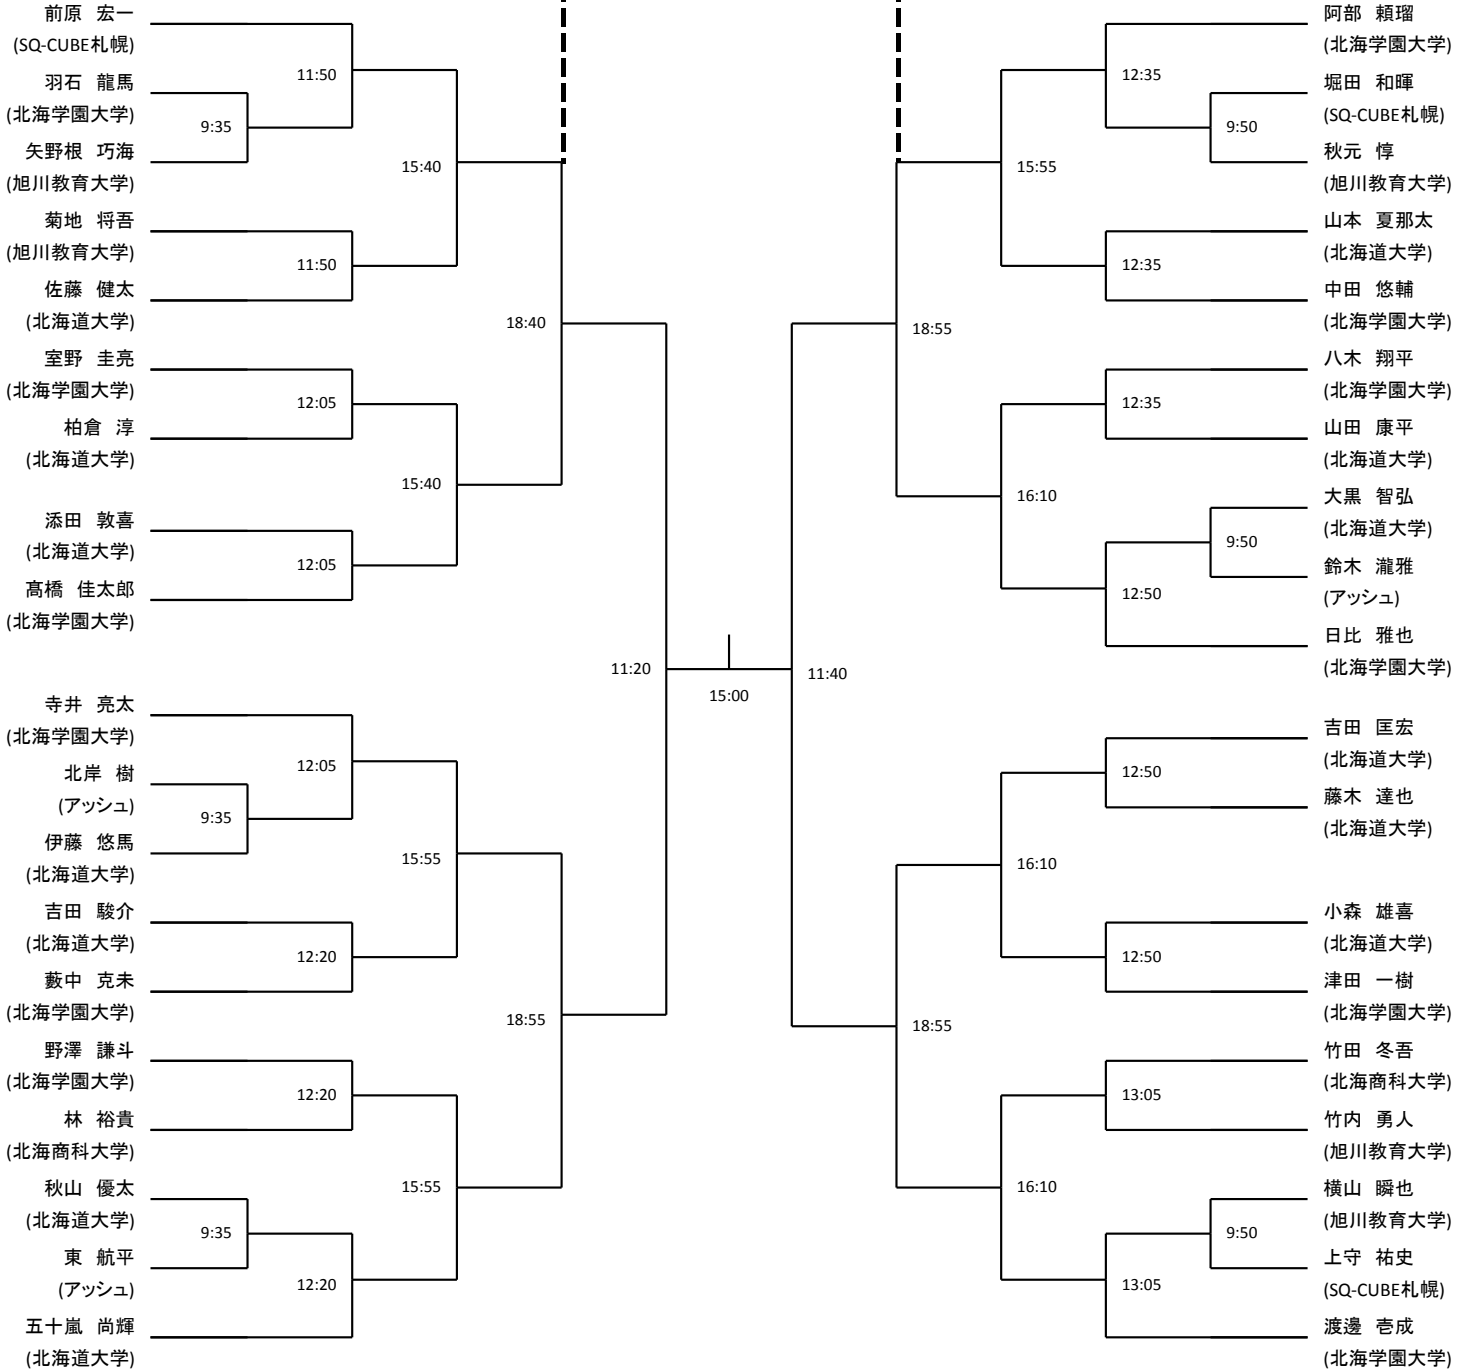 前原 宏一
(SQ-CUBE札幌)
羽石 龍馬
(北海学園大学)
矢野根 巧海
(旭川教育大学)
菊地 将吾
(旭川教育大学)
佐藤 健太
(北海道大学)
室野 圭亮
(北海学園大学)
柏倉 淳
(北海道大学)
添田 敦喜
(北海道大学)
髙橋 佳太郎
(北海学園大学)
寺井 亮太
(北海学園大学)
北岸 樹
(アッシュ)
伊藤 悠馬
(北海道大学)
吉田 駿介
(北海道大学)
藪中 克未
(北海学園大学)
野澤 謙斗
(北海学園大学)
林 裕貴
(北海商科大学)
秋山 優太
(北海道大学)
東 航平
(アッシュ)
五十嵐 尚輝
(北海道大学)
9:35
9:35
9:35
11:50
11:50
12:05
12:05
12:05
12:20
12:20
12:20
15:40
15:40
15:55
15:55
18:40
18:55
11:20
15:00
11:40
18:55
18:55
15:55
16:10
16:10
16:10
12:35
12:35
12:35
12:50
12:50
12:50
13:05
13:05
9:50
9:50
9:50
阿部 頼瑠
(北海学園大学)
堀田 和暉
(SQ-CUBE札幌)
秋元 惇
(旭川教育大学)
山本 夏那太
(北海道大学)
中田 悠輔
(北海学園大学)
八木 翔平
(北海学園大学)
山田 康平
(北海道大学)
大黒 智弘
(北海道大学)
鈴木 瀧雅
(アッシュ)
日比 雅也
(北海学園大学)
吉田 匡宏
(北海道大学)
藤木 達也
(北海道大学)
小森 雄喜
(北海道大学)
津田 一樹
(北海学園大学)
竹田 冬吾
(北海商科大学)
竹内 勇人
(旭川教育大学)
横山 瞬也
(旭川教育大学)
上守 祐史
(SQ-CUBE札幌)
渡邊 壱成
(北海学園大学)